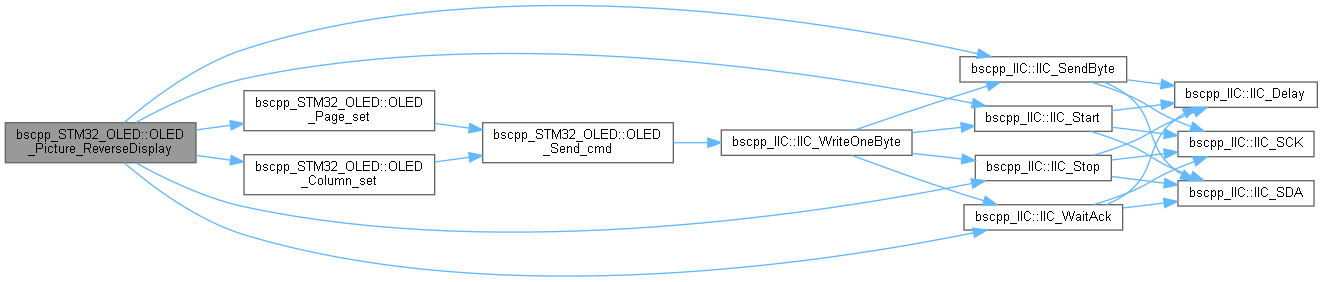 bscpp_STM32_OLED::OLED
_Picture_ReverseDisplay
bscpp_STM32_OLED::OLED
_Page_set
bscpp_STM32_OLED::OLED
_Column_set
bscpp_STM32_OLED::OLED
_Send_cmd
bscpp_IIC::IIC_WriteOneByte
bscpp_IIC::IIC_SendByte
bscpp_IIC::IIC_Start
bscpp_IIC::IIC_Stop
bscpp_IIC::IIC_WaitAck
bscpp_IIC::IIC_Delay
bscpp_IIC::IIC_SCK
bscpp_IIC::IIC_SDA